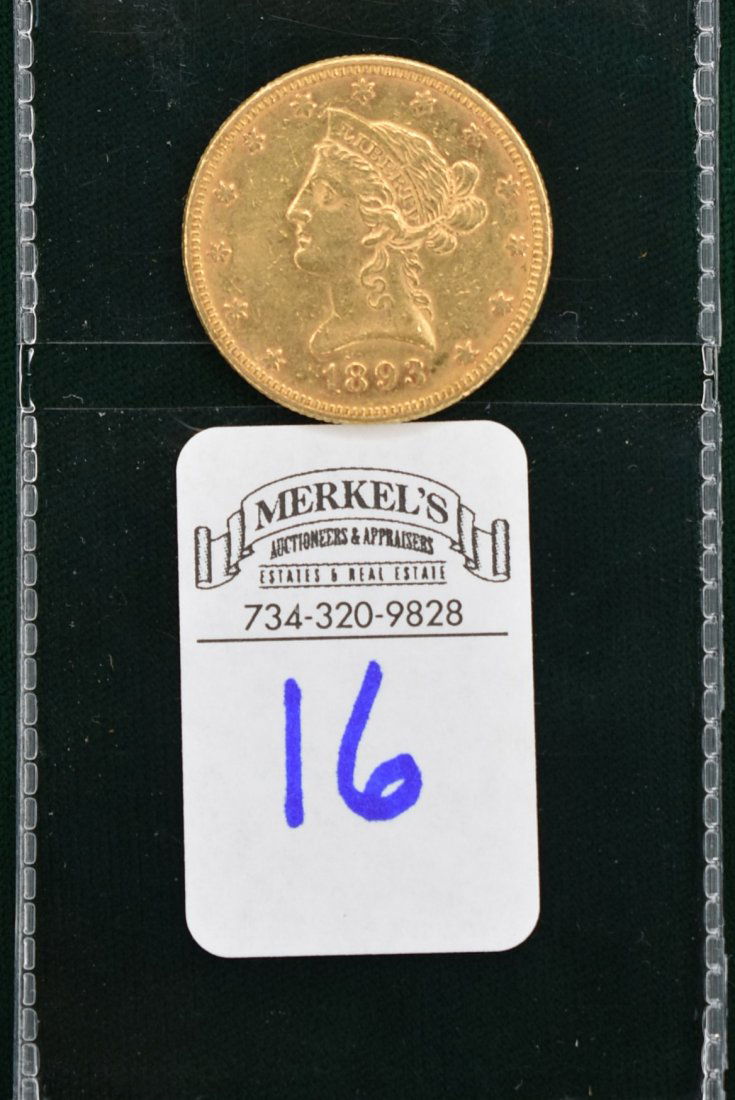 LIBERTY
1893
MERKEL'S
AUCTIONEERS & APPRAISERS
ESTATES & REAL ESTATE
734-320-9828
16